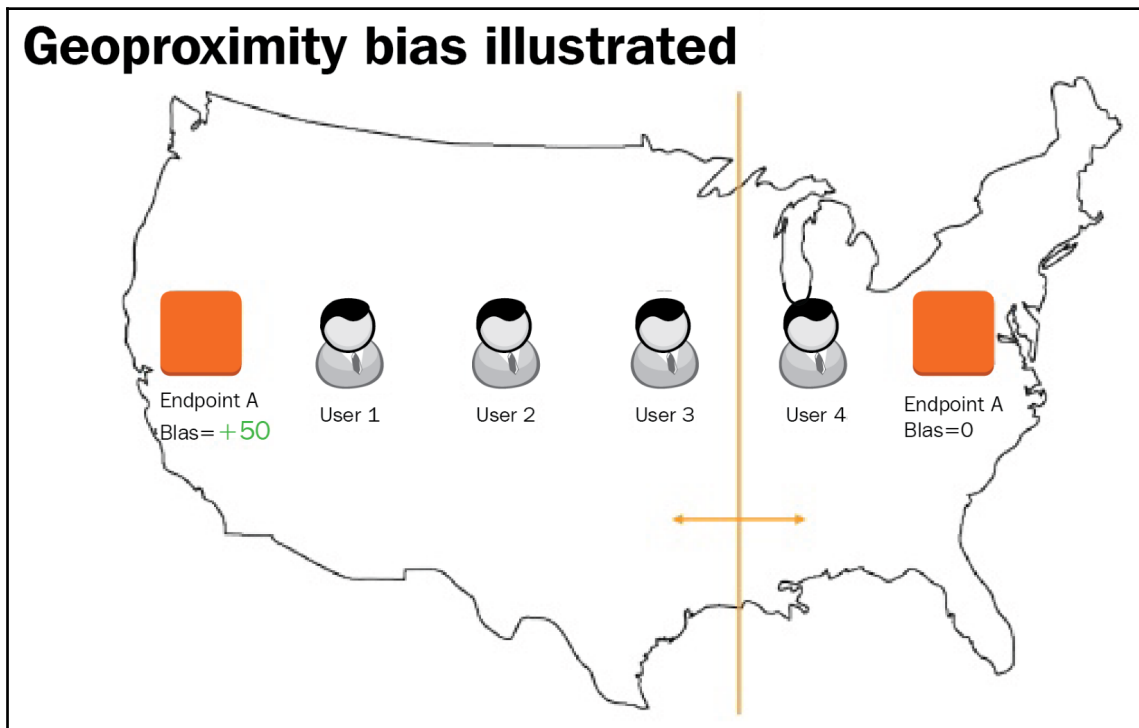 Geoproximity bias illustrated
Endpoint A
Blas= +50
User 1
User 2
User 3
User 4
Endpoint A
Blas=0